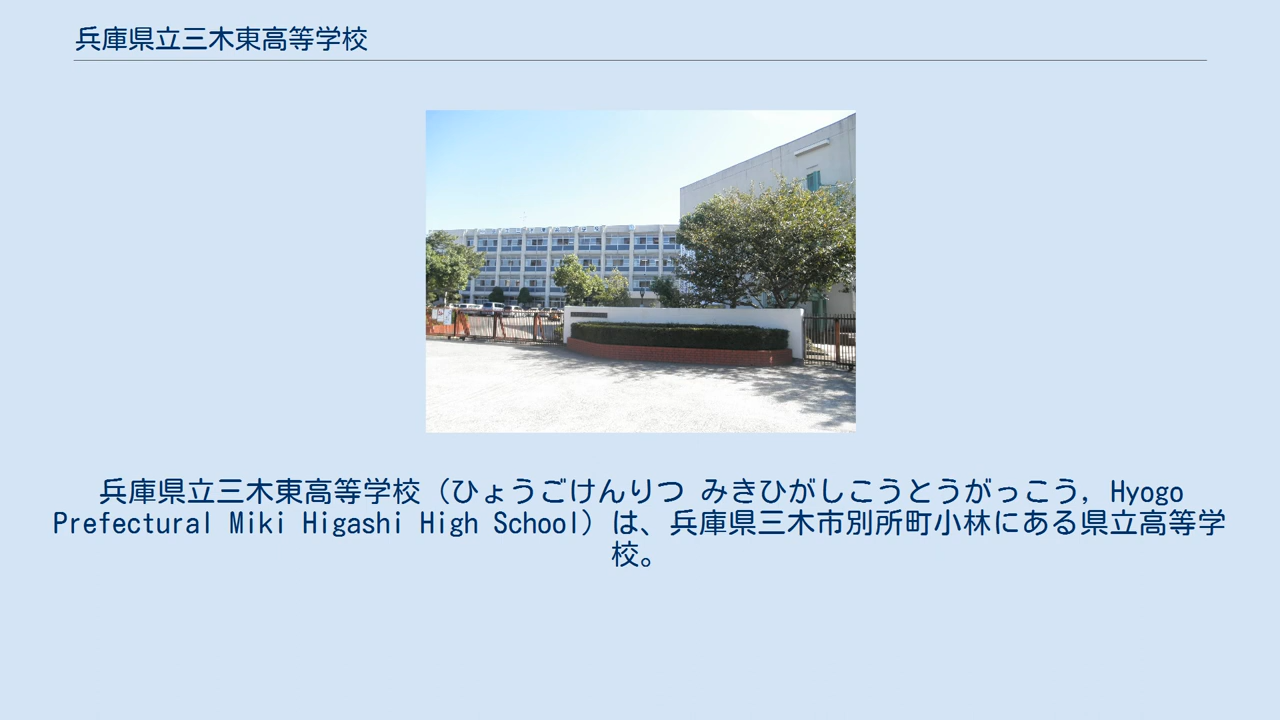 兵庫県立三木東高等学校
兵庫県立三木東高等学校（ひょうごけんりつ みきひがしこうとうがっこう, Hyogo
Prefectural Miki Higashi High School）は、兵庫県三木市別所町小林にある県立高等学
校。